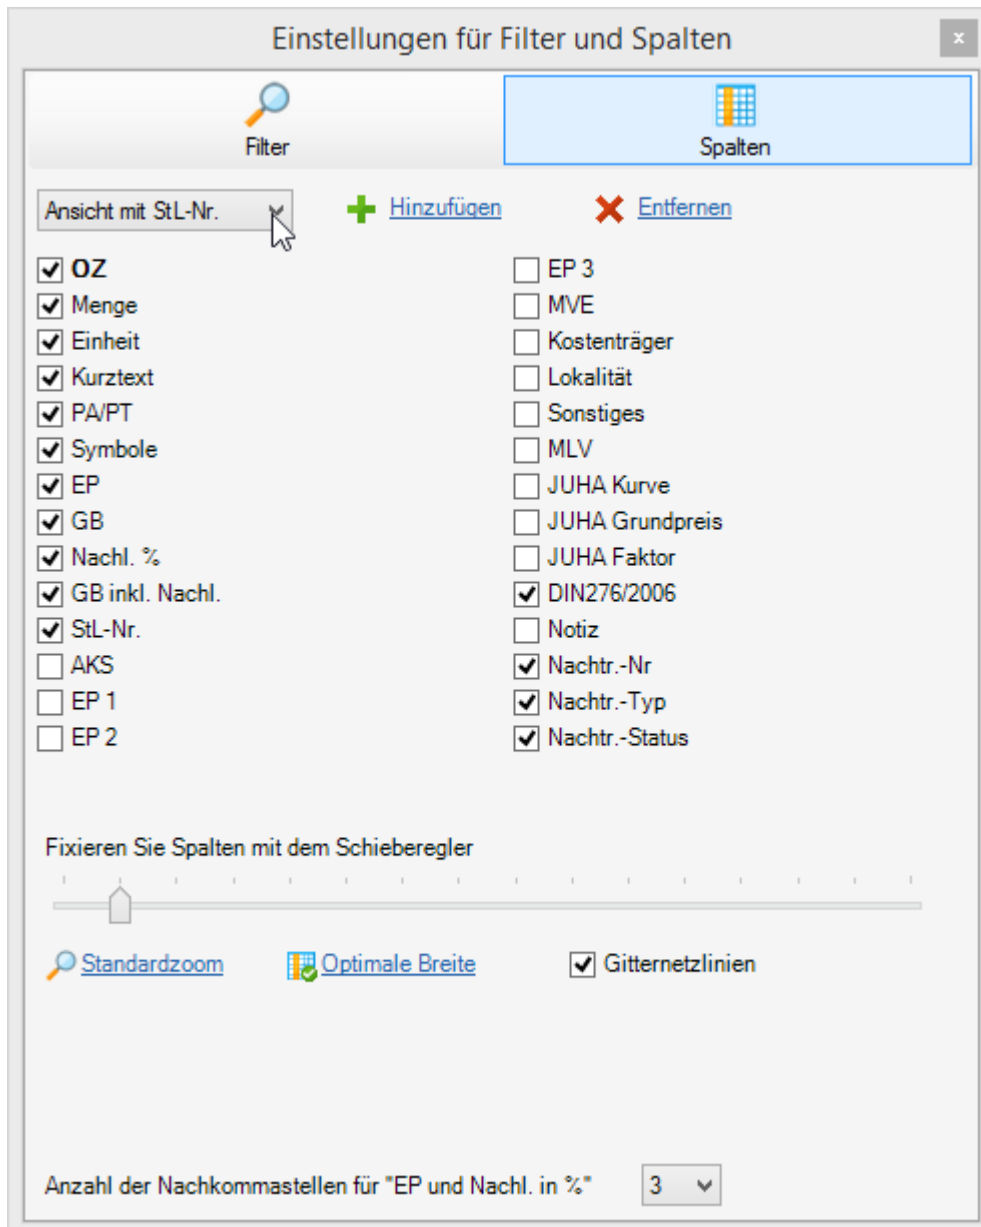 Einstellungen für Filter und Spalten
x
Filter
Spalten
Ansicht mit StL-Nr.
Hinzufügen
Entfernen
OZ
Menge
Einheit
Kurztext
PA/PT
Symbole
EP
GB
Nachl. %
GB inkl. Nachl.
StL-Nr.
AKS
EP 1
EP 2
EP 3
MVE
Kostenträger
Lokalität
Sonstiges
MLV
JUHA Kurve
JUHA Grundpreis
JUHA Faktor
DIN276/2006
Notiz
Nachtr.-Nr
Nachtr.-Typ
Nachtr.-Status
Fixieren Sie Spalten mit dem Schieberegler
Standardzoom
Optimale Breite
Gitternetzlinien
Anzahl der Nachkommastellen für "EP und Nachl. in %"
3